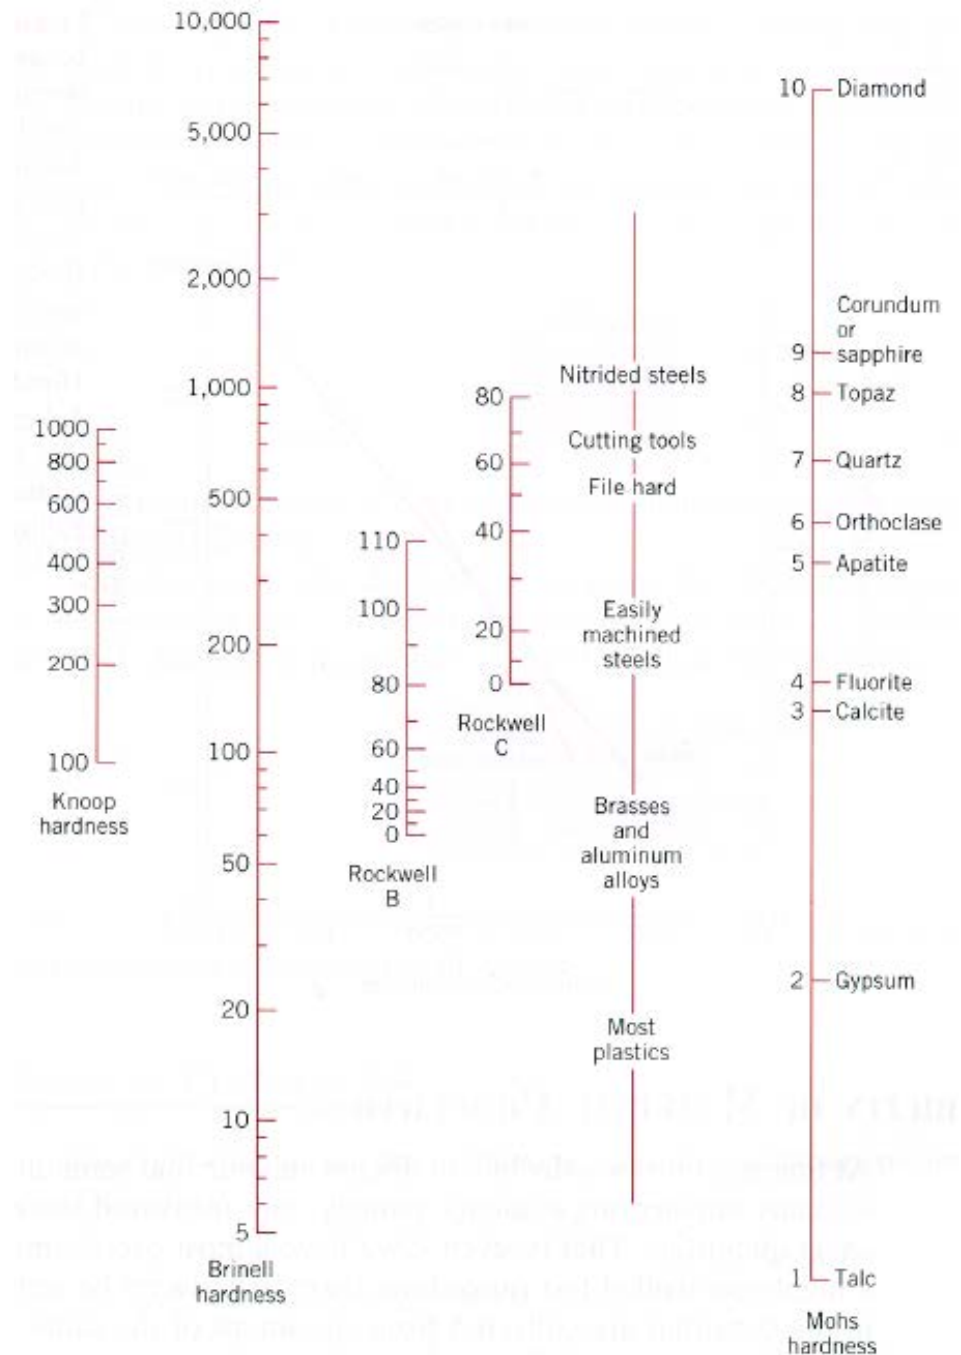 10,000
5,000
2,000
1,000
500
200
100
50
20
10
5
Brinell
hardness
1000
800
600
400
300
200
100
Knoop
hardness
110
100
80
60
40
20
0
Rockwell
B
80
60
40
20
0
Rockwell
C
Nitrided steels
Cutting tools
File hard
Easily
machined
steels
Brasses
and
aluminum
alloys
Most
plastics
10 Diamond
Corundum
or
9 sapphire
8 Topaz
7 Quartz
6 Orthoclase
5 Apatite
4 Fluorite
3 Calcite
2 Gypsum
1 Talc
Mohs
hardness